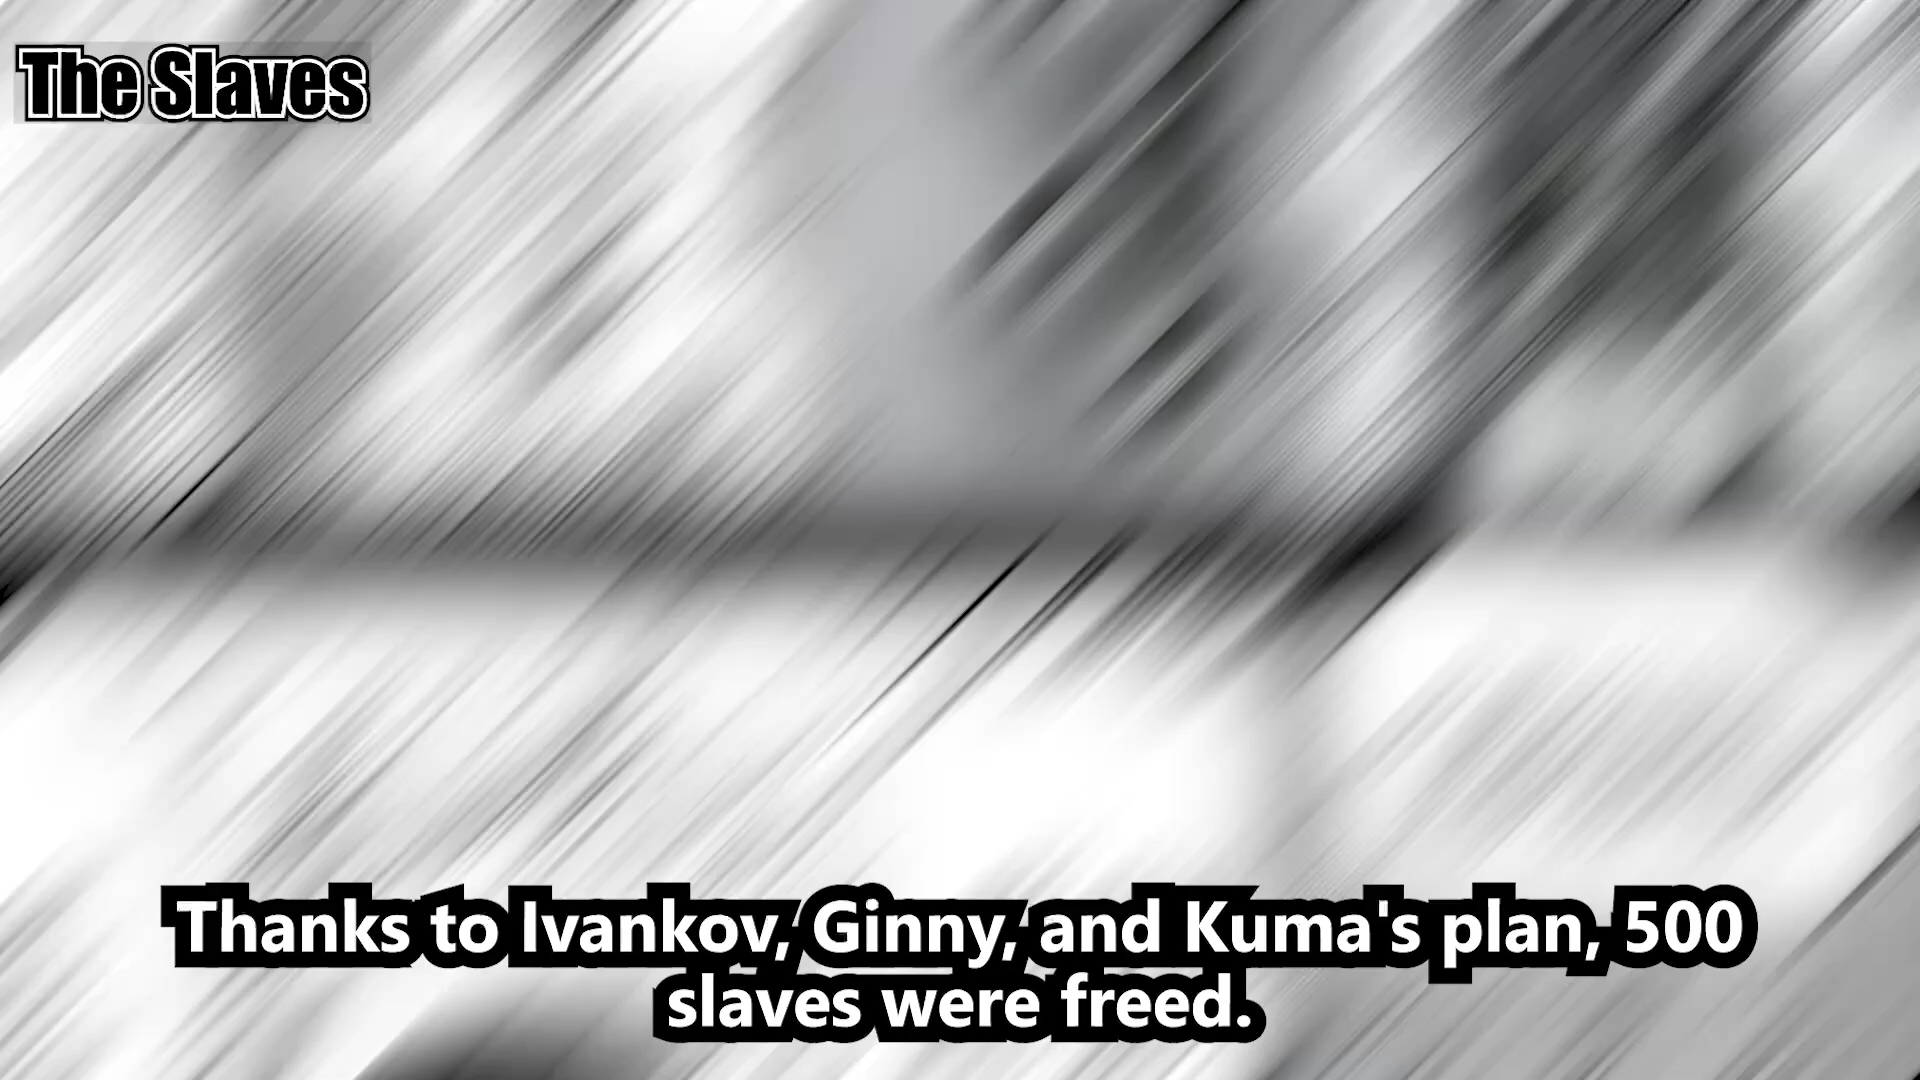 The Slaves
Thanks to Ivankov, Ginny, and Kuma's plan, 500
slaves were freed.